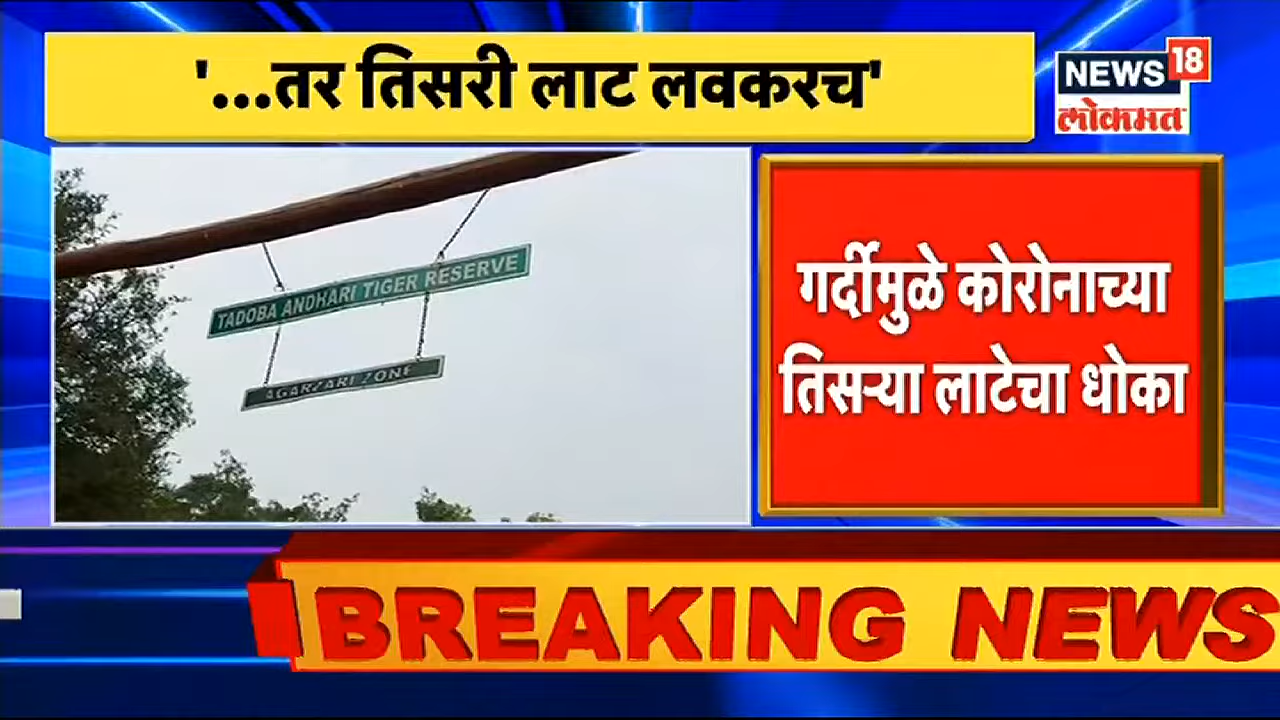 '...तर तिसरी लाट लवकरच'
NEWS 18
लोकमत
TADOBA ANDHARI TIGER RESERVE
AGARZARI ZONE
गर्दीमुळे कोरोनाच्या
तिसऱ्या लाटेचा धोका
BREAKING NEWS